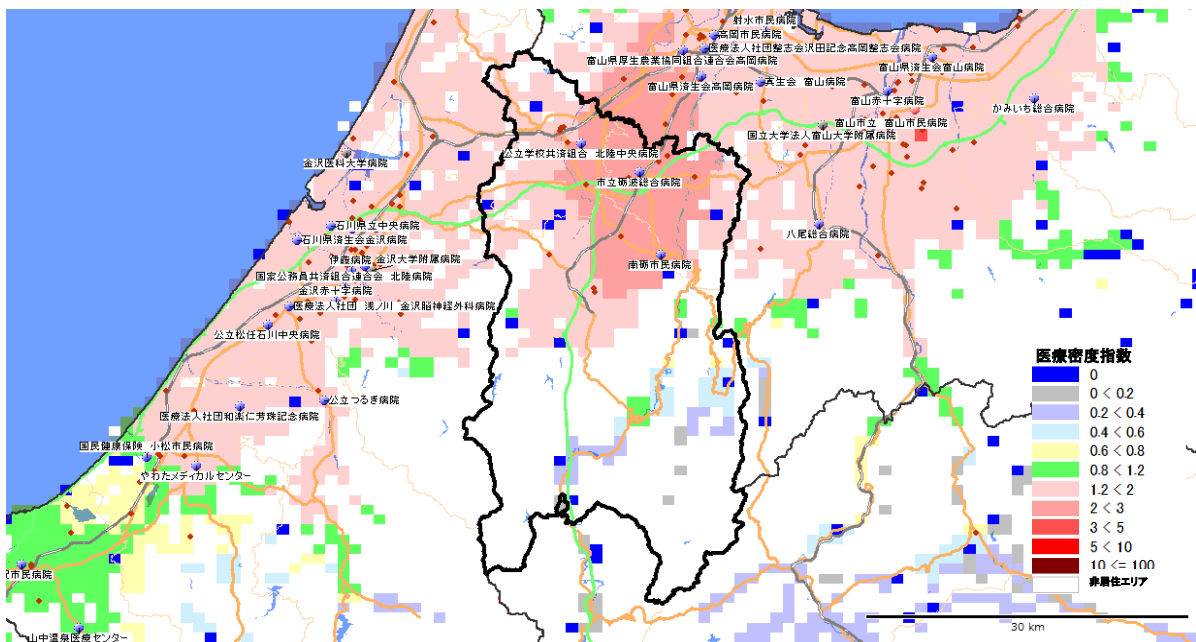 射水市民病院
高岡市民病院
医療法人社団整志会沢田記念高岡整志会病院
富山県厚生農業協同組合連合会高岡病院
富山県済生会富山病院
真生会 富山病院
富山県済生会高岡病院
富山赤十字病院
かみいち総合病院
富山市立 富山市民病院
国立大学法人富山大学附属病院
公立学校共済組合 北陸中央病院
金沢医科大学病院
市立砺波総合病院
石川県立中央病院
八尾総合病院
石川県済生会金沢病院
伊藤病院 金沢大学附属病院
南砺市民病院
国家公務員共済組合連合会 北陸病院
金沢赤十字病院
医療法人社団 浅ノ川 金沢脳神経外科病院
公立松任石川中央病院
公立つるぎ病院
医療法人社団和楽仁芳珠記念病院
国民健康保険 小松市民病院
やわたメディカルセンター
沢市民病院
山中温泉医療センター
医療密度指数
0
0 < 0.2
0.2 < 0.4
0.4 < 0.6
0.6 < 0.8
0.8 < 1.2
1.2 < 2
2 < 3
3 < 5
5 < 10
10 <= 100
非居住エリア
30 km